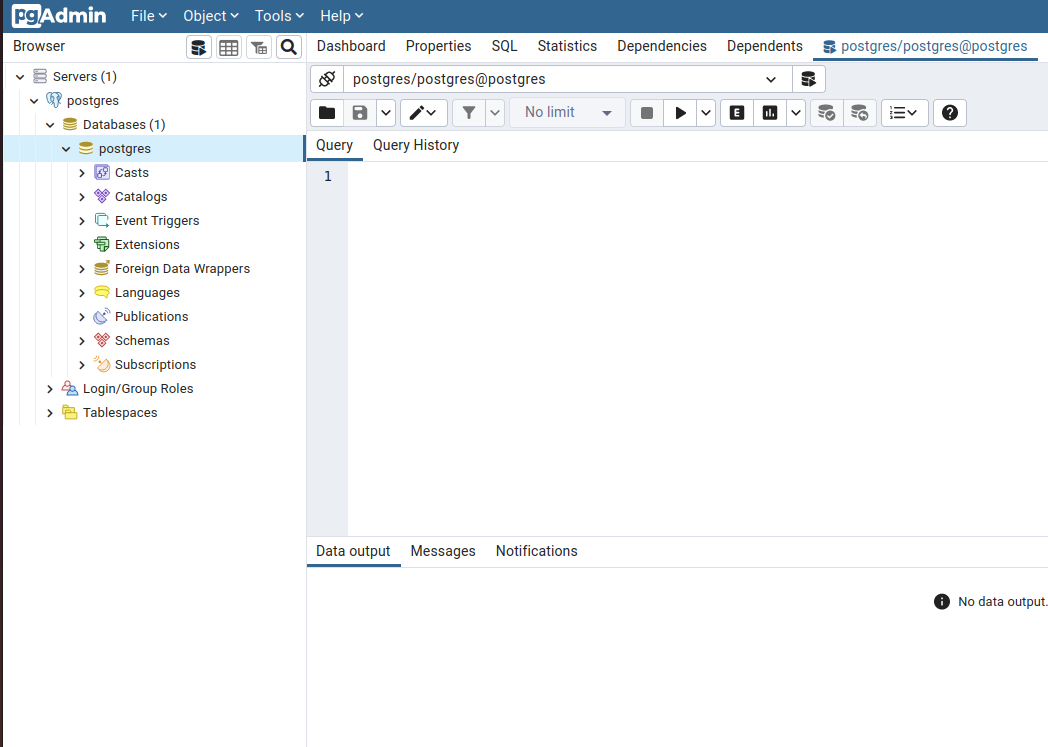 pgAdmin File Object Tools Help
Browser
Dashboard Properties SQL Statistics Dependencies Dependents postgres/postgres@postgres
Servers (1)
postgres
Databases (1)
postgres
Casts
Catalogs
Event Triggers
Extensions
Foreign Data Wrappers
Languages
Publications
Schemas
Subscriptions
Login/Group Roles
Tablespaces
postgres/postgres@postgres
No limit E ?
Query Query History
1
Data output Messages Notifications
No data output.